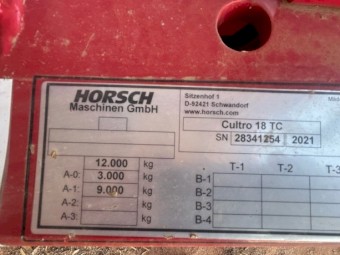 HORSCH
Maschinen GmbH
Sitzenhof 1
D-92421 Schwandorf
www.horsch.com
Cultro 18 TC
SN 28341254 2021
12.000 kg
A-0: 3.000 kg
A-1: 9.000 kg
A-2: kg
A-3: kg
T-1 T-2 T-3
B-1
B-2
B-3
B-4